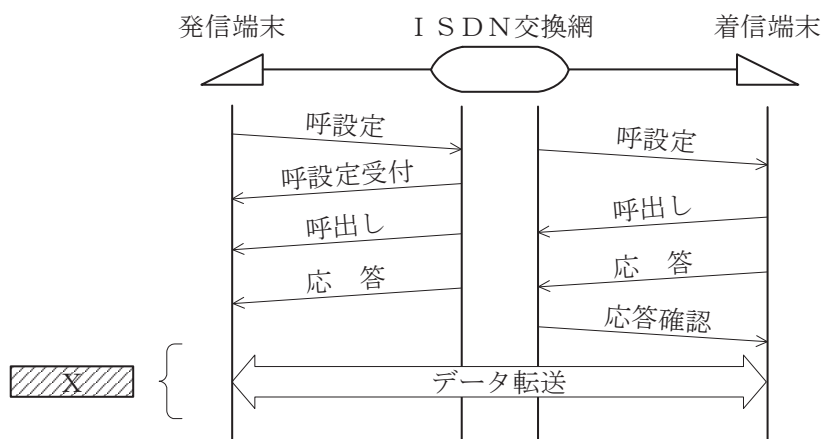 発信端末 ＩＳＤＮ交換網 着信端末
呼設定 呼設定
呼設定受付
呼出し 呼出し
応　答 応　答
応答確認
X データ転送